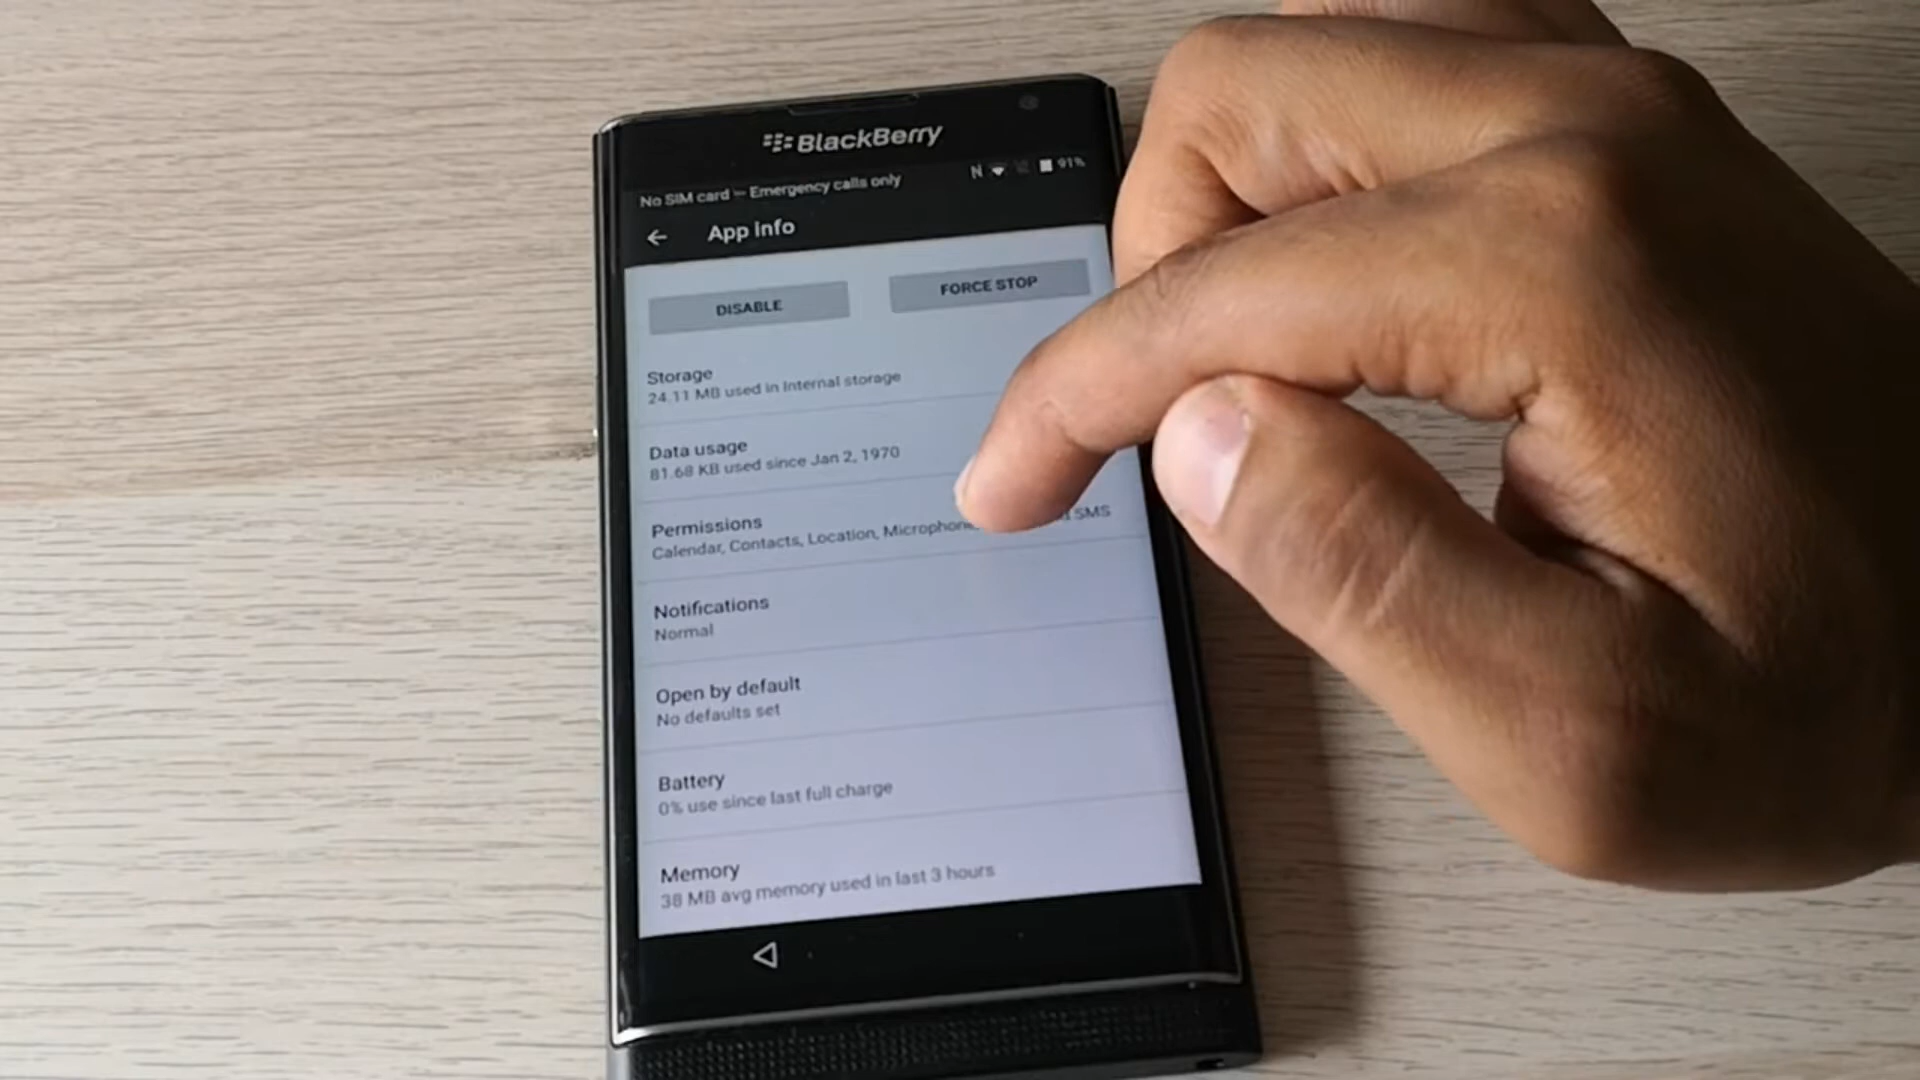 BlackBerry
No SIM card – Emergency calls only 91%
App info
DISABLE FORCE STOP
Storage
24.11 MB used in Internal storage
Data usage
81.68 KB used since Jan 2, 1970
Permissions
Calendar, Contacts, Location, Microphone SMS
Notifications
Normal
Open by default
No defaults set
Battery
0% use since last full charge
Memory
38 MB avg memory used in last 3 hours